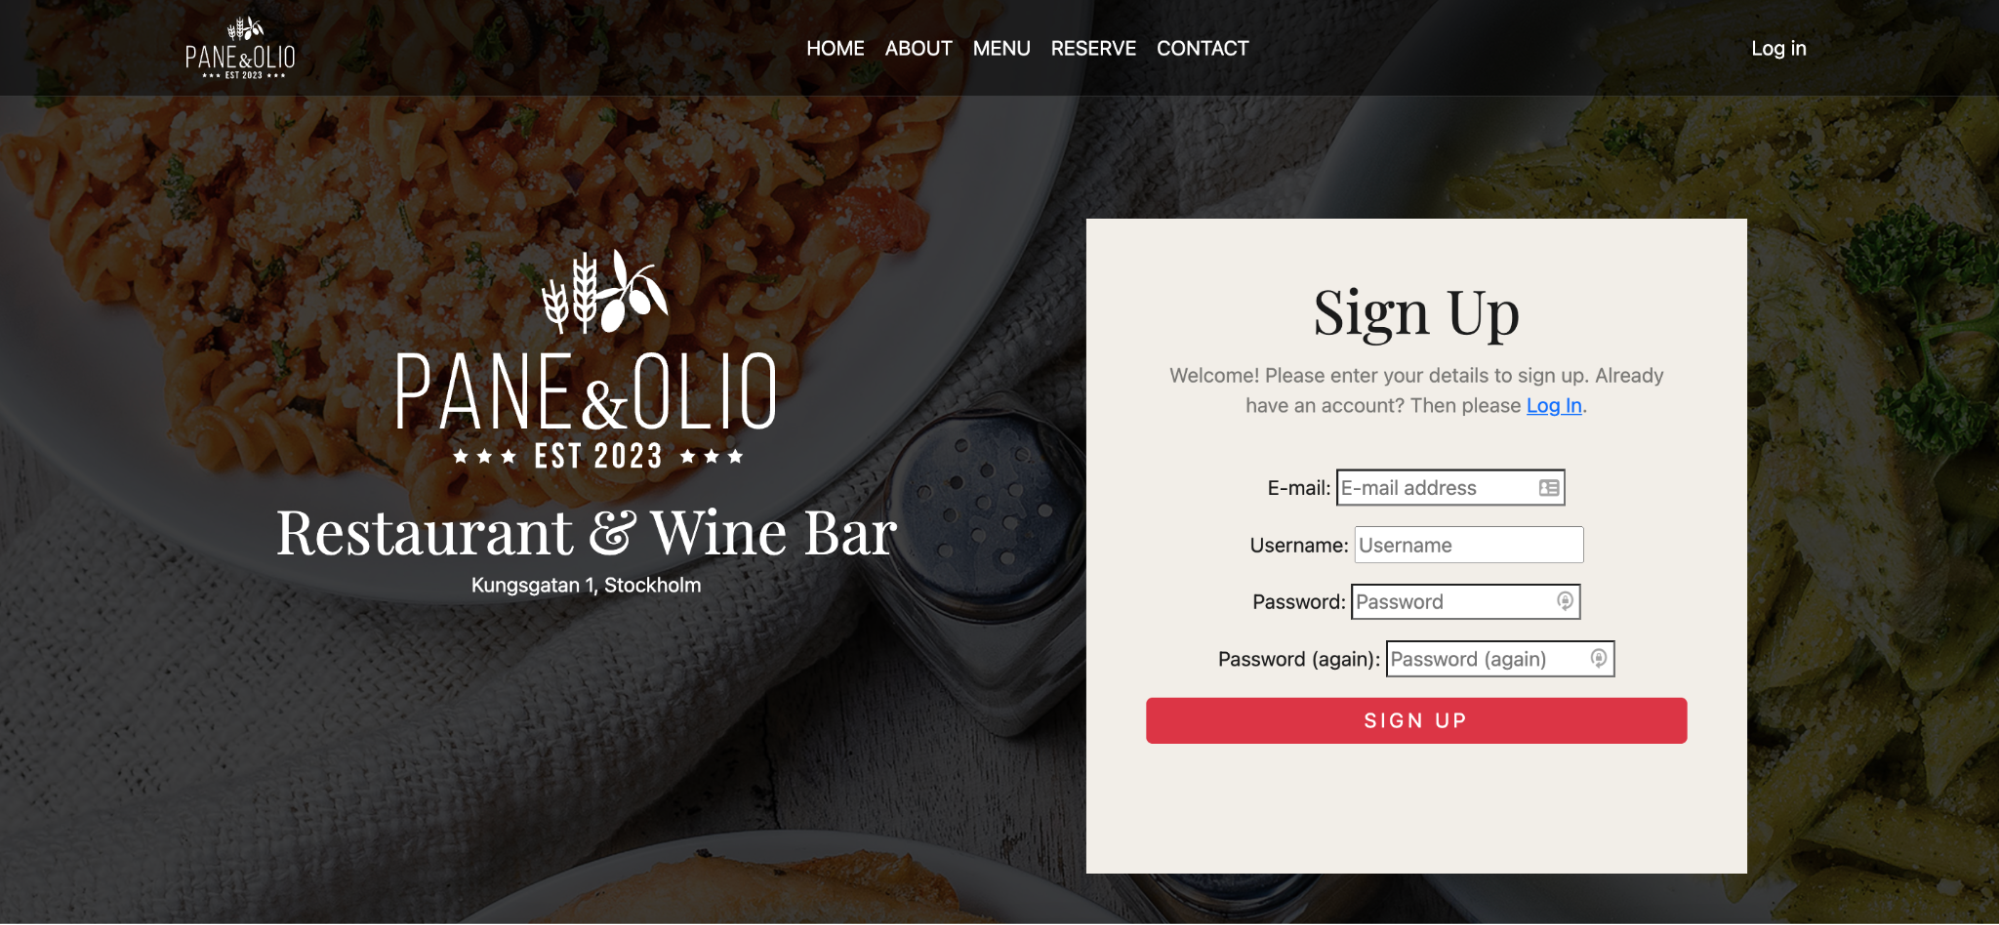 PANE&OLIO
★★★ EST 2023 ★★★
HOME ABOUT MENU RESERVE CONTACT
Log in
PANE&OLIO
★★★ EST 2023 ★★★
Restaurant & Wine Bar
Kungsgatan 1, Stockholm
Sign Up
Welcome! Please enter your details to sign up. Already
have an account? Then please Log In.
E-mail: E-mail address
Username: Username
Password: Password
Password (again): Password (again)
SIGN UP